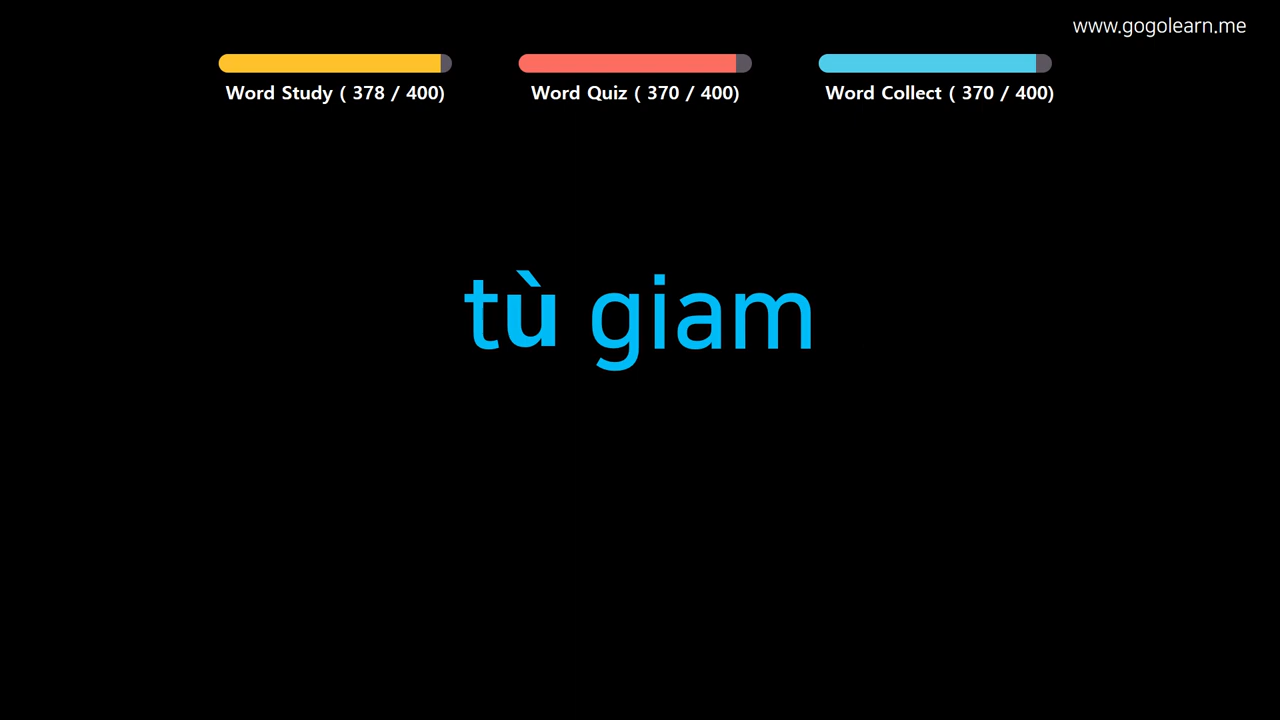 www.gogolearn.me
Word Study ( 378 / 400)
Word Quiz ( 370 / 400)
Word Collect ( 370 / 400)
tù giam